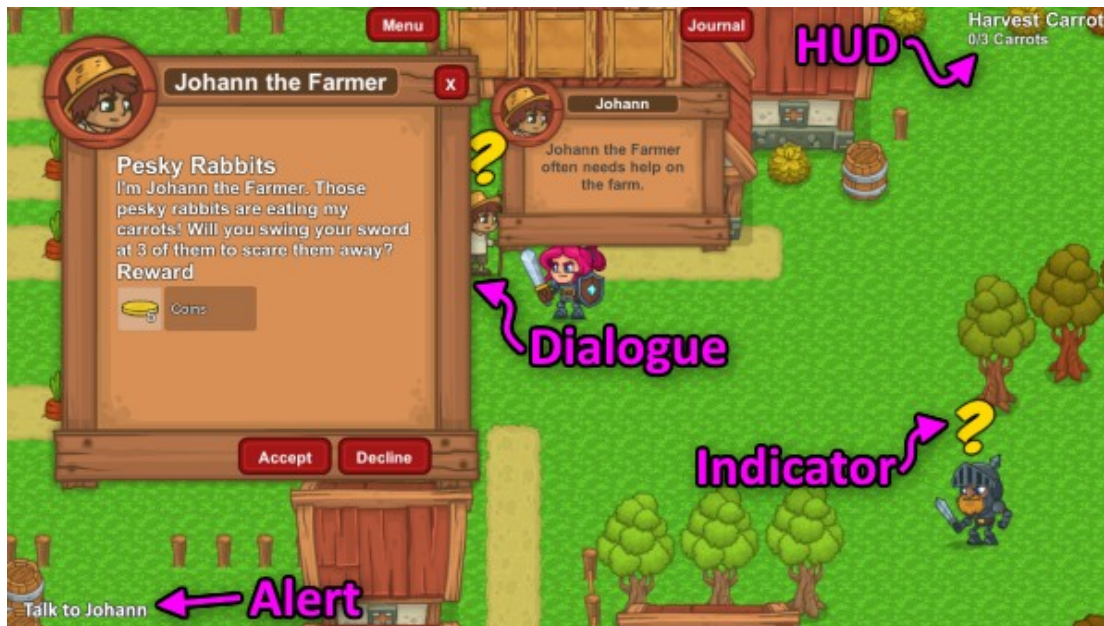 Menu
Journal
Harvest Carrot
0/3 Carrots
HUD
Johann the Farmer
x
Johann
Johann the Farmer
often needs help on
the farm.
?
Pesky Rabbits
I'm Johann the Farmer. Those
pesky rabbits are eating my
carrots! Will you swing your sword
at 3 of them to scare them away?
Reward
5
Coins
Dialogue
?
Indicator
Accept
Decline
Talk to Johann
Alert